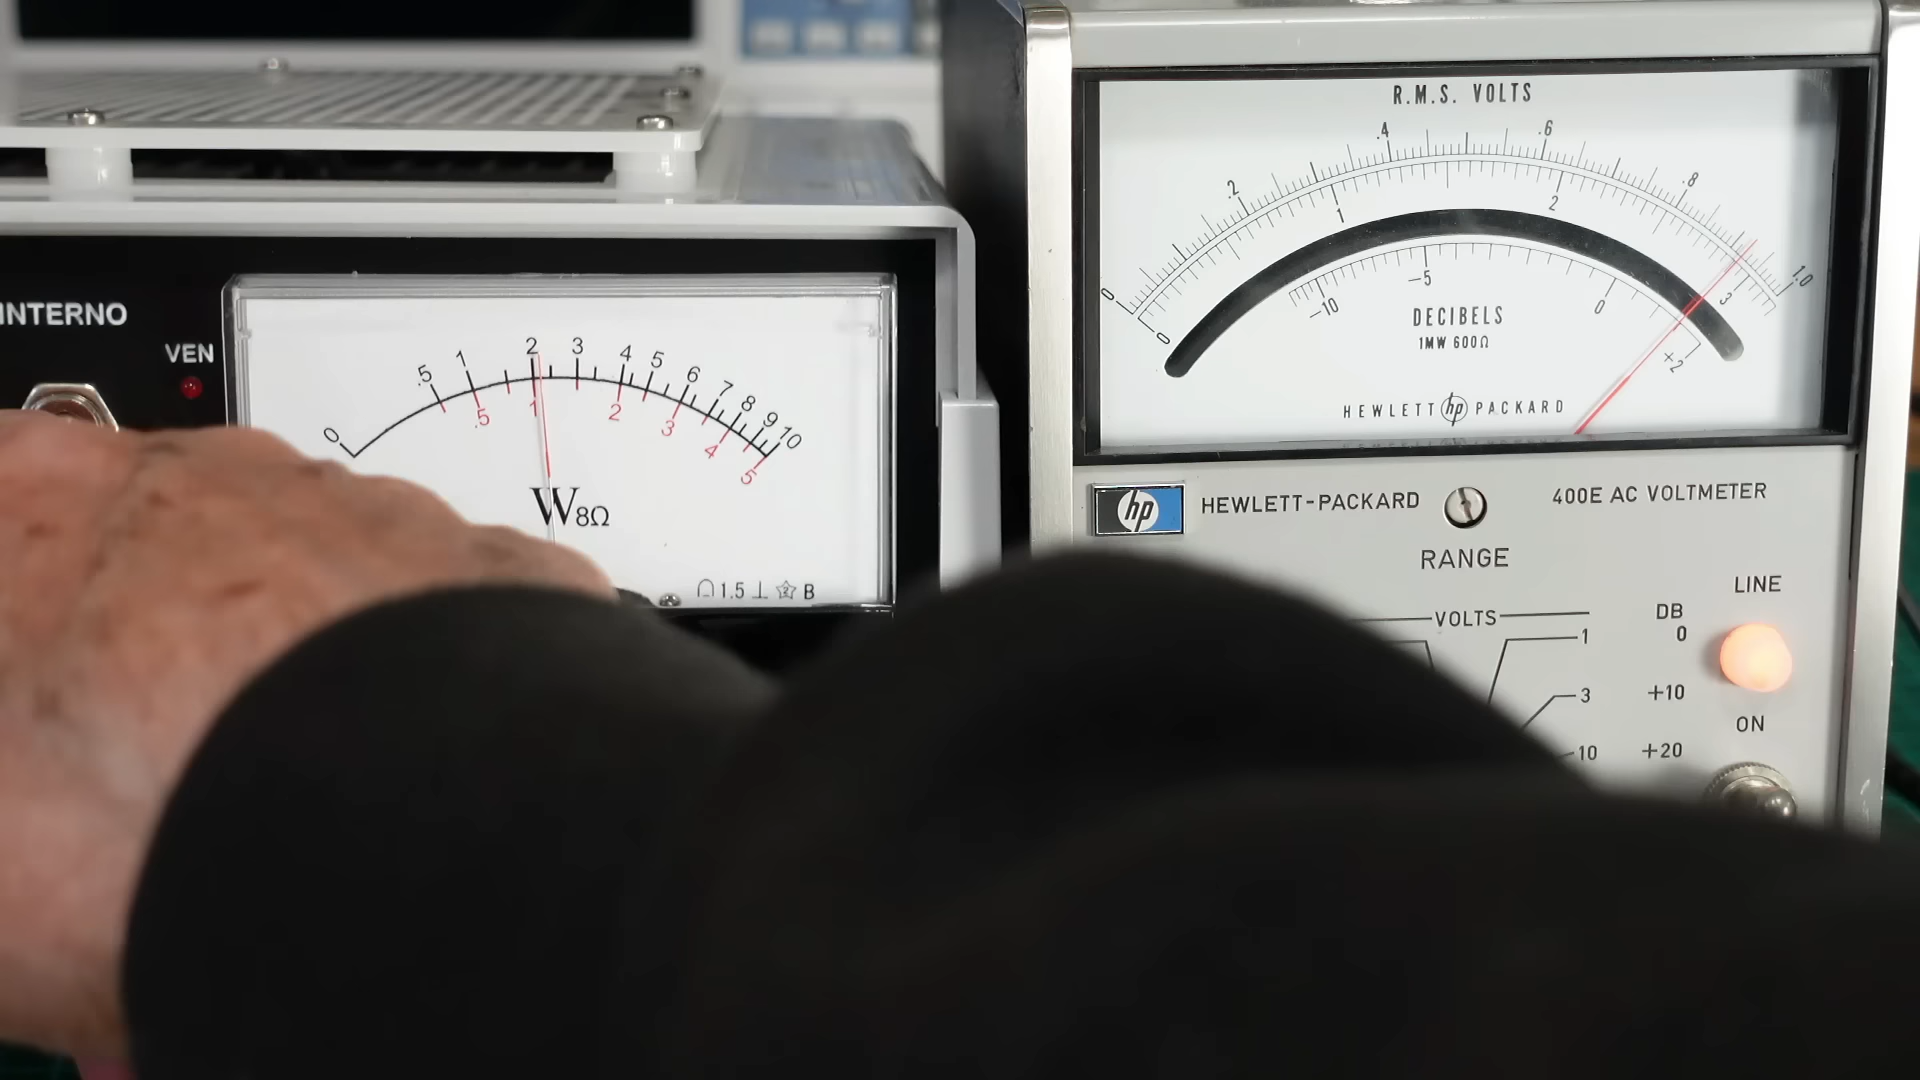 INTERNO
VEN
0 .5 1 2 3 4 5 6 7 8 9 10
.5 1 2 3 4 5
W8Ω
1.5 ⊥ 2 B
R.M.S. VOLTS
0 .2 .4 .6 .8 1.0
0 1 2 3
-10 -5 0 +2
DECIBELS
1MW 600Ω
HEWLETT hp PACKARD
hp HEWLETT-PACKARD 400E AC VOLTMETER
RANGE
LINE
VOLTS DB
1 0
3 +10
ON
10 +20